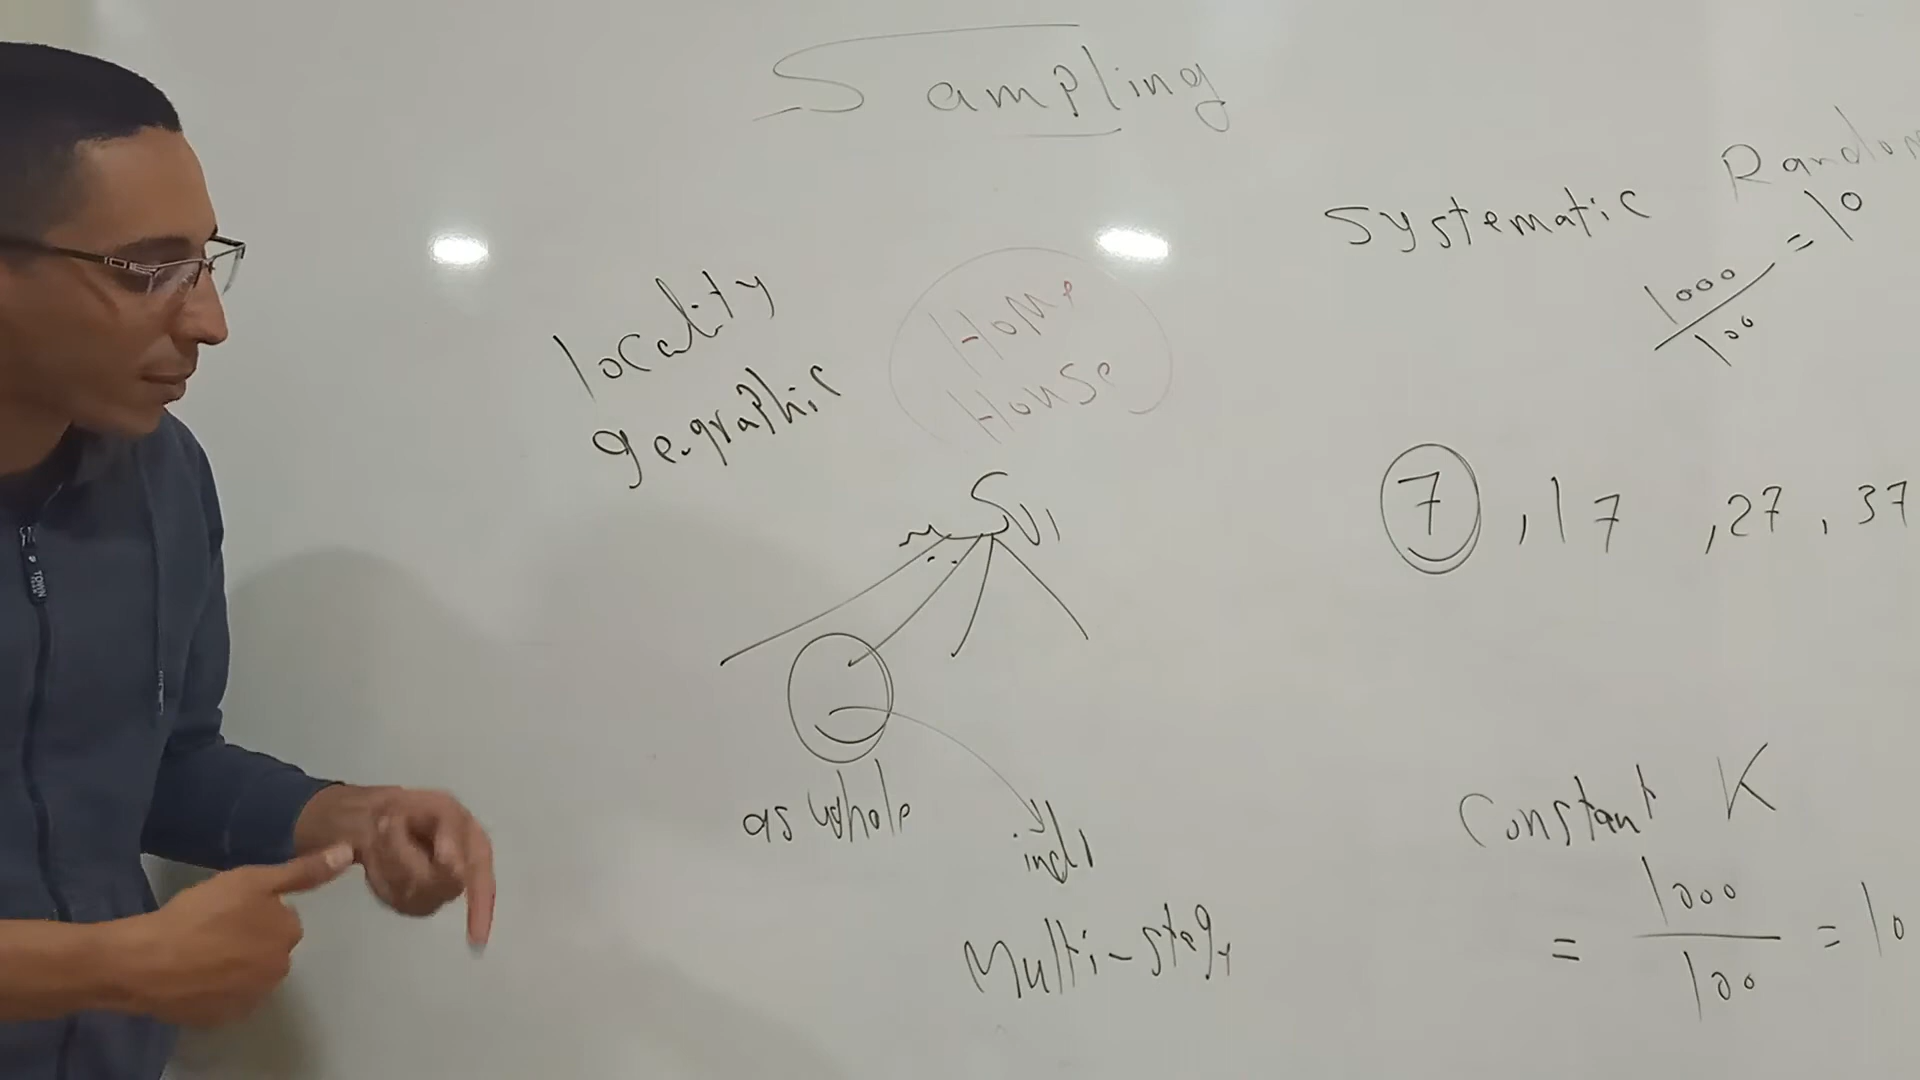 Sampling
locality
geographic
Home
House
as whole
Multi-stage
Systematic Random
1000
100
= 10
7, 17, 27, 37
Constant K
= 1000
100
= 10